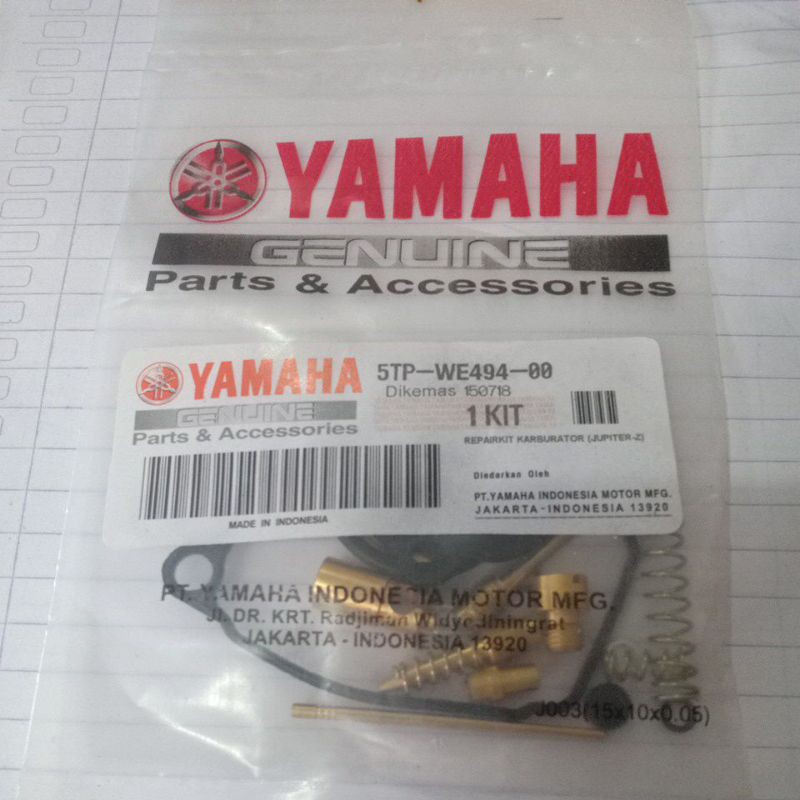 YAMAHA
GENUINE
Parts & Accessories
YAMAHA
GENUINE
Parts & Accessories
MADE IN INDONESIA
5TP-WE494-00
Dikemas 150718
1 KIT
REPAIRKIT KARBURATOR (JUPITER-Z)
Diedarkan Oleh
PT.YAMAHA INDONESIA MOTOR MFG.
JAKARTA-INDONESIA 13920
PT. YAMAHA INDONESIA MOTOR MFG.
Jl. DR. KRT. Radjiman Widyodiningrat
JAKARTA - INDONESIA 13920
J003(15x10x0.05)